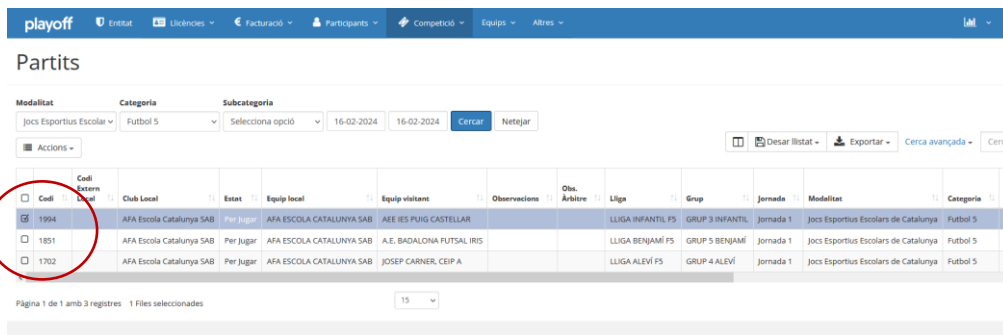 playoff Entitat Llicències Facturació Participants Competició Equips Altres
Partits
Modalitat Categoria Subcategoria
Jocs Esportius Escolar Futbol 5 Selecciona opció 16-02-2024 16-02-2024 Cercar Netejar
Accions Desar llistat Exportar Cerca avançada Cer
Codi Codi Extern Local Club Local Estat Equip local Equip visitant Observacions Obs. Àrbitre Lliga Grup Jornada Modalitat Categoria
1994 AFA Escola Catalunya SAB Per Jugar AFA ESCOLA CATALUNYA SAB AEE IES PUIG CASTELLAR LLIGA INFANTIL F5 GRUP 3 INFANTIL Jornada 1 Jocs Esportius Escolars de Catalunya Futbol 5
1851 AFA Escola Catalunya SAB Per Jugar AFA ESCOLA CATALUNYA SAB A.E. BADALONA FUTSAL IRIS LLIGA BENJAMÍ F5 GRUP 5 BENJAMÍ Jornada 1 Jocs Esportius Escolars de Catalunya Futbol 5
1702 AFA Escola Catalunya SAB Per Jugar AFA ESCOLA CATALUNYA SAB JOSEP CARNER, CEIP A LLIGA ALEVÍ F5 GRUP 4 ALEVÍ Jornada 1 Jocs Esportius Escolars de Catalunya Futbol 5
Pàgina 1 de 1 amb 3 registres 1 Files seleccionades 15